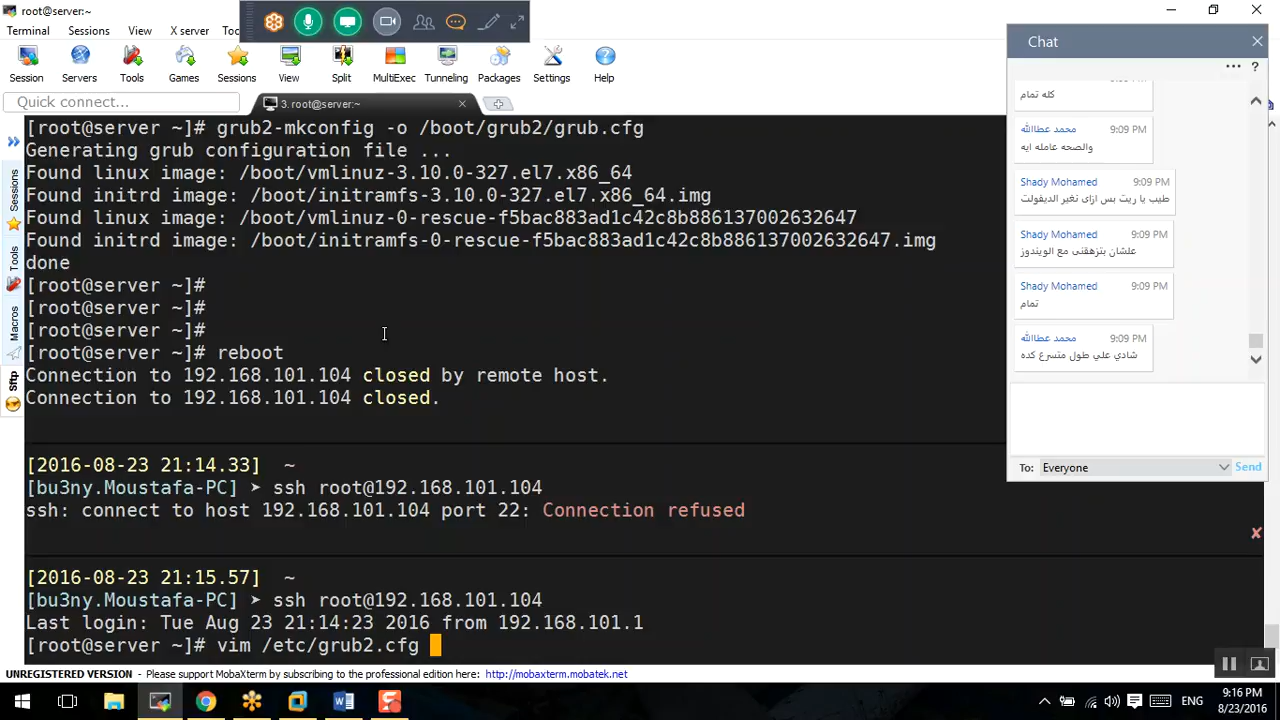 root@server:~
Terminal Sessions View X server
Session Servers Tools Games Sessions View Split MultiExec Tunneling Packages Settings Help
Quick connect...
3. root@server:~
Sessions
Tools
Macros
Sftp
[root@server ~]# grub2-mkconfig -o /boot/grub2/grub.cfg
Generating grub configuration file ...
Found linux image: /boot/vmlinuz-3.10.0-327.el7.x86_64
Found initrd image: /boot/initramfs-3.10.0-327.el7.x86_64.img
Found linux image: /boot/vmlinuz-0-rescue-f5bac883ad1c42c8b886137002632647
Found initrd image: /boot/initramfs-0-rescue-f5bac883ad1c42c8b886137002632647.img
done
[root@server ~]#
[root@server ~]#
[root@server ~]#
[root@server ~]# reboot
Connection to 192.168.101.104 closed by remote host.
Connection to 192.168.101.104 closed.
[2016-08-23 21:14.33] ~
[bu3ny.Moustafa-PC] ➤ ssh root@192.168.101.104
ssh: connect to host 192.168.101.104 port 22: Connection refused
[2016-08-23 21:15.57] ~
[bu3ny.Moustafa-PC] ➤ ssh root@192.168.101.104
Last login: Tue Aug 23 21:14:23 2016 from 192.168.101.1
[root@server ~]# vim /etc/grub2.cfg
Chat
?
كله تمام
محمد عطاالله 9:09 PM
والصحه عامله ايه
Shady Mohamed 9:09 PM
طيب يا ريت بس ازاى نغير الديفولت
Shady Mohamed 9:09 PM
علشان بتزهقنى مع الويندوز
Shady Mohamed 9:09 PM
تمام
محمد عطاالله 9:09 PM
شادي علي طول متسرع كده
To: Everyone Send
UNREGISTERED VERSION - Please support MobaXterm by subscribing to the professional edition here: http://mobaxterm.mobatek.net
ENG
9:16 PM
8/23/2016